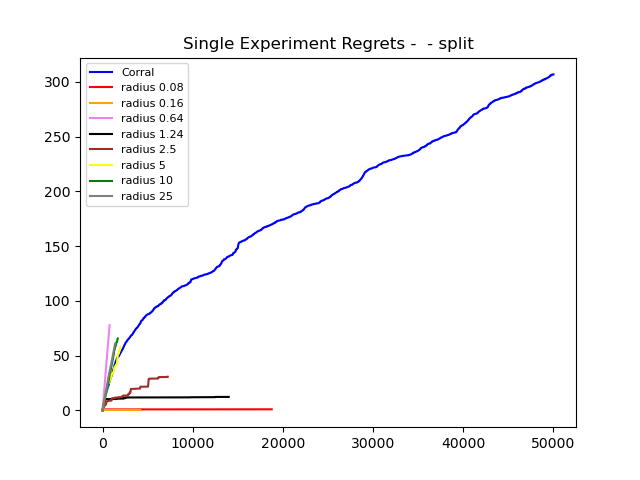 Single Experiment Regrets -  - split
Corral
radius 0.08
radius 0.16
radius 0.64
radius 1.24
radius 2.5
radius 5
radius 10
radius 25
300
250
200
150
100
50
0
0 10000 20000 30000 40000 50000